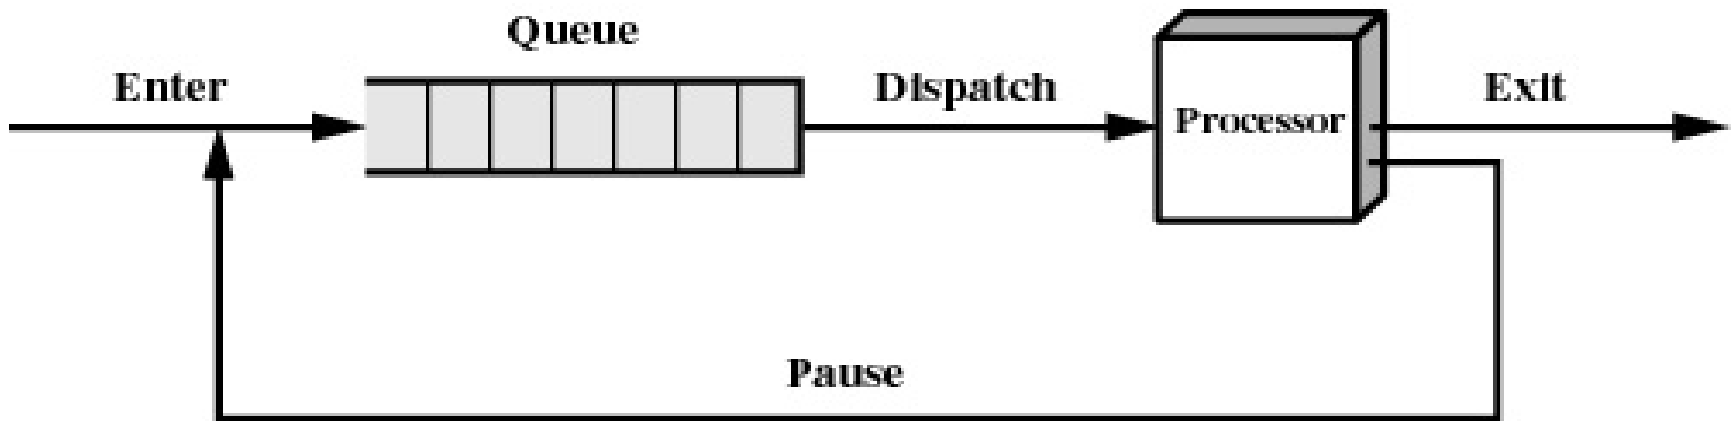 Queue
Enter
Dispatch
Processor
Exit
Pause